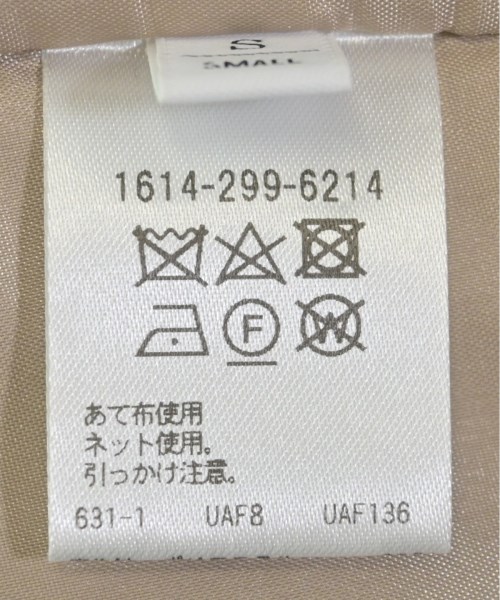 S
SMALL
1614-299-6214
F
W
あて布使用
ネット使用。
引っかけ注意。
631-1 UAF8 UAF136